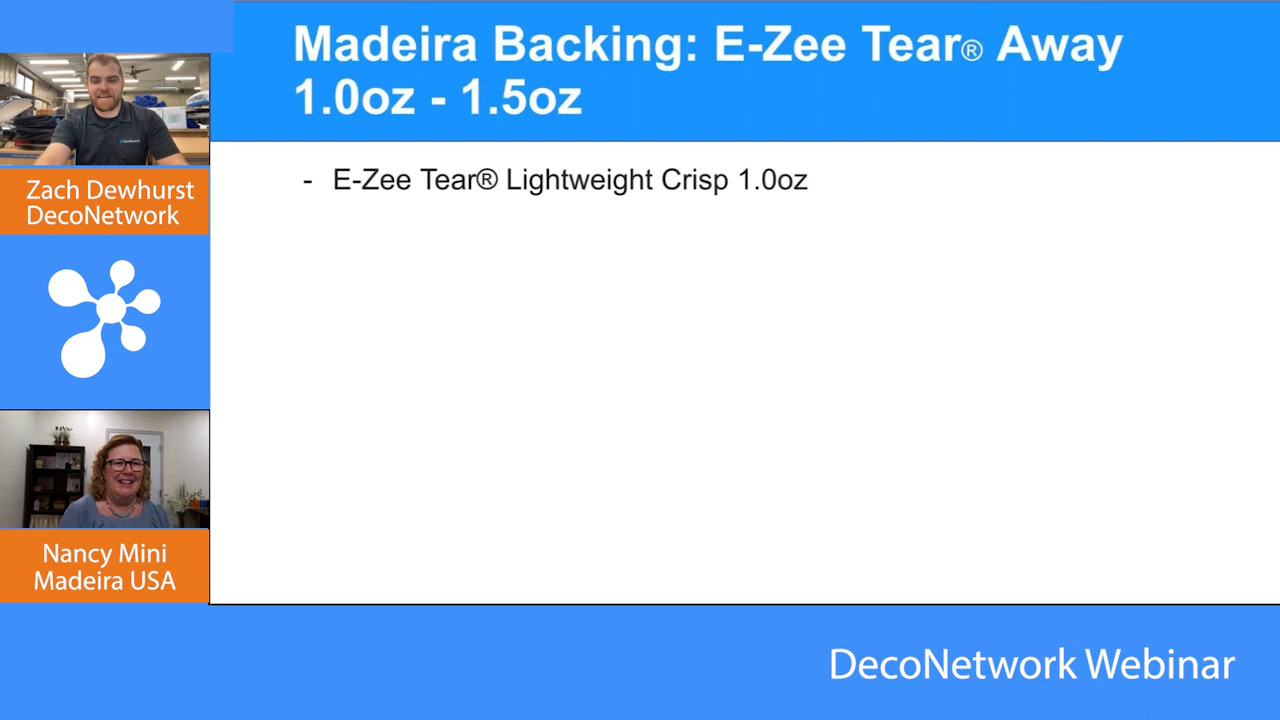 Madeira Backing: E-Zee Tear® Away
1.0oz - 1.5oz
- E-Zee Tear® Lightweight Crisp 1.0oz
Zach Dewhurst
DecoNetwork
Nancy Mini
Madeira USA
DecoNetwork Webinar